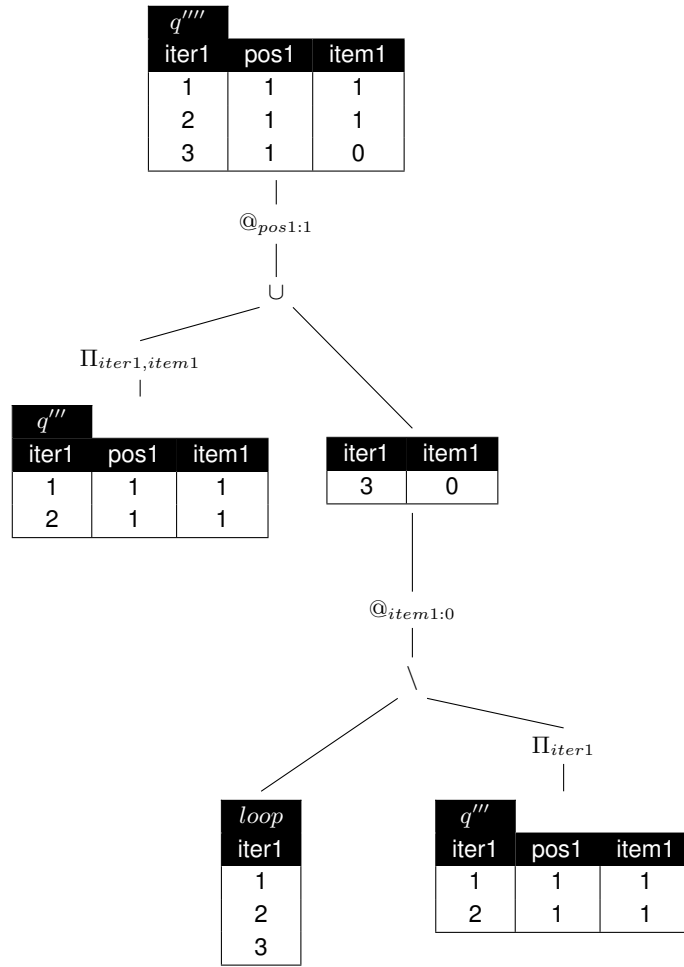 q''''
iter1 pos1 item1
1 1 1
2 1 1
3 1 0
@pos1:1
∪
Πiter1,item1
q'''
iter1 pos1 item1
1 1 1
2 1 1
iter1 item1
3 0
@item1:0
\
Πiter1
loop
iter1
1
2
3
q'''
iter1 pos1 item1
1 1 1
2 1 1